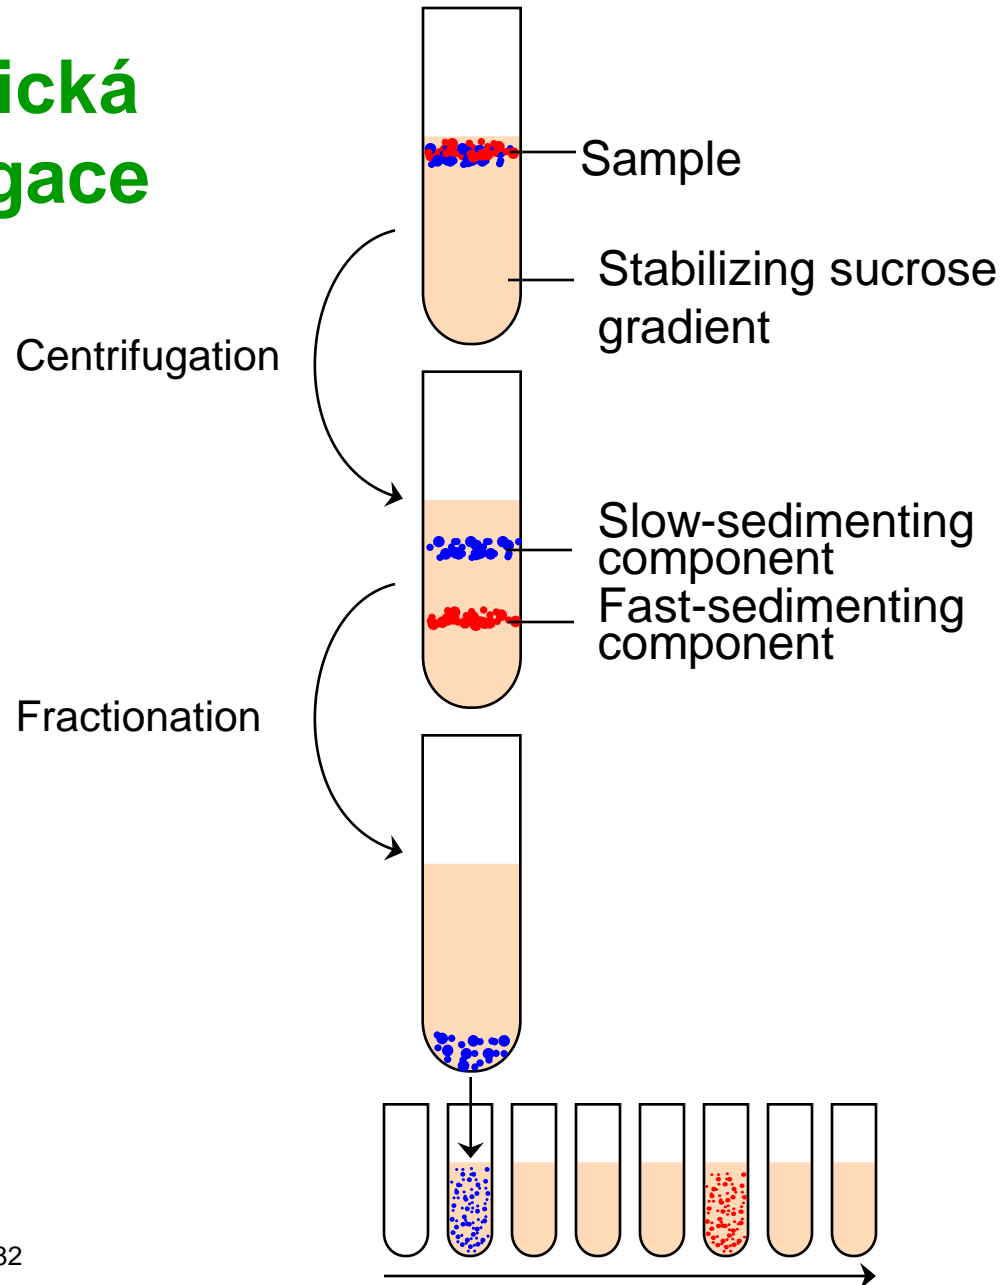 ická
gace
Sample
Stabilizing sucrose
gradient
Centrifugation
Slow-sedimenting
component
Fast-sedimenting
component
Fractionation
32